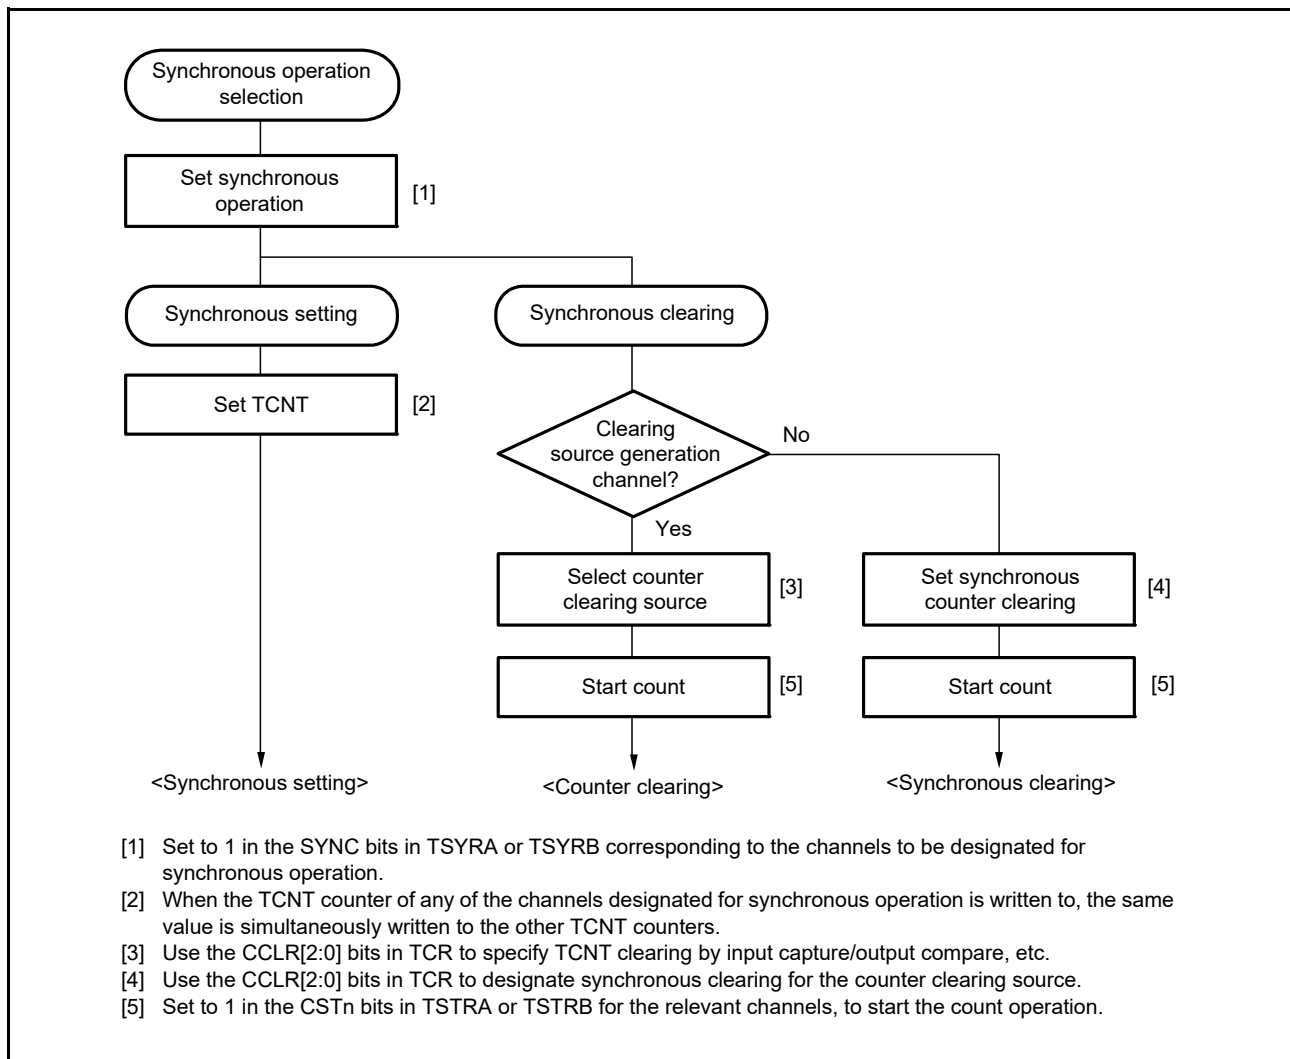 Synchronous operation
selection
Set synchronous
operation
[1]
Synchronous setting
Synchronous clearing
Set TCNT
[2]
Clearing
source generation
channel?
No
Yes
Select counter
clearing source
[3]
Set synchronous
counter clearing
[4]
Start count
[5]
Start count
[5]
<Synchronous setting>
<Counter clearing>
<Synchronous clearing>
[1] Set to 1 in the SYNC bits in TSYRA or TSYRB corresponding to the channels to be designated for
synchronous operation.
[2] When the TCNT counter of any of the channels designated for synchronous operation is written to, the same
value is simultaneously written to the other TCNT counters.
[3] Use the CCLR[2:0] bits in TCR to specify TCNT clearing by input capture/output compare, etc.
[4] Use the CCLR[2:0] bits in TCR to designate synchronous clearing for the counter clearing source.
[5] Set to 1 in the CSTn bits in TSTRA or TSTRB for the relevant channels, to start the count operation.